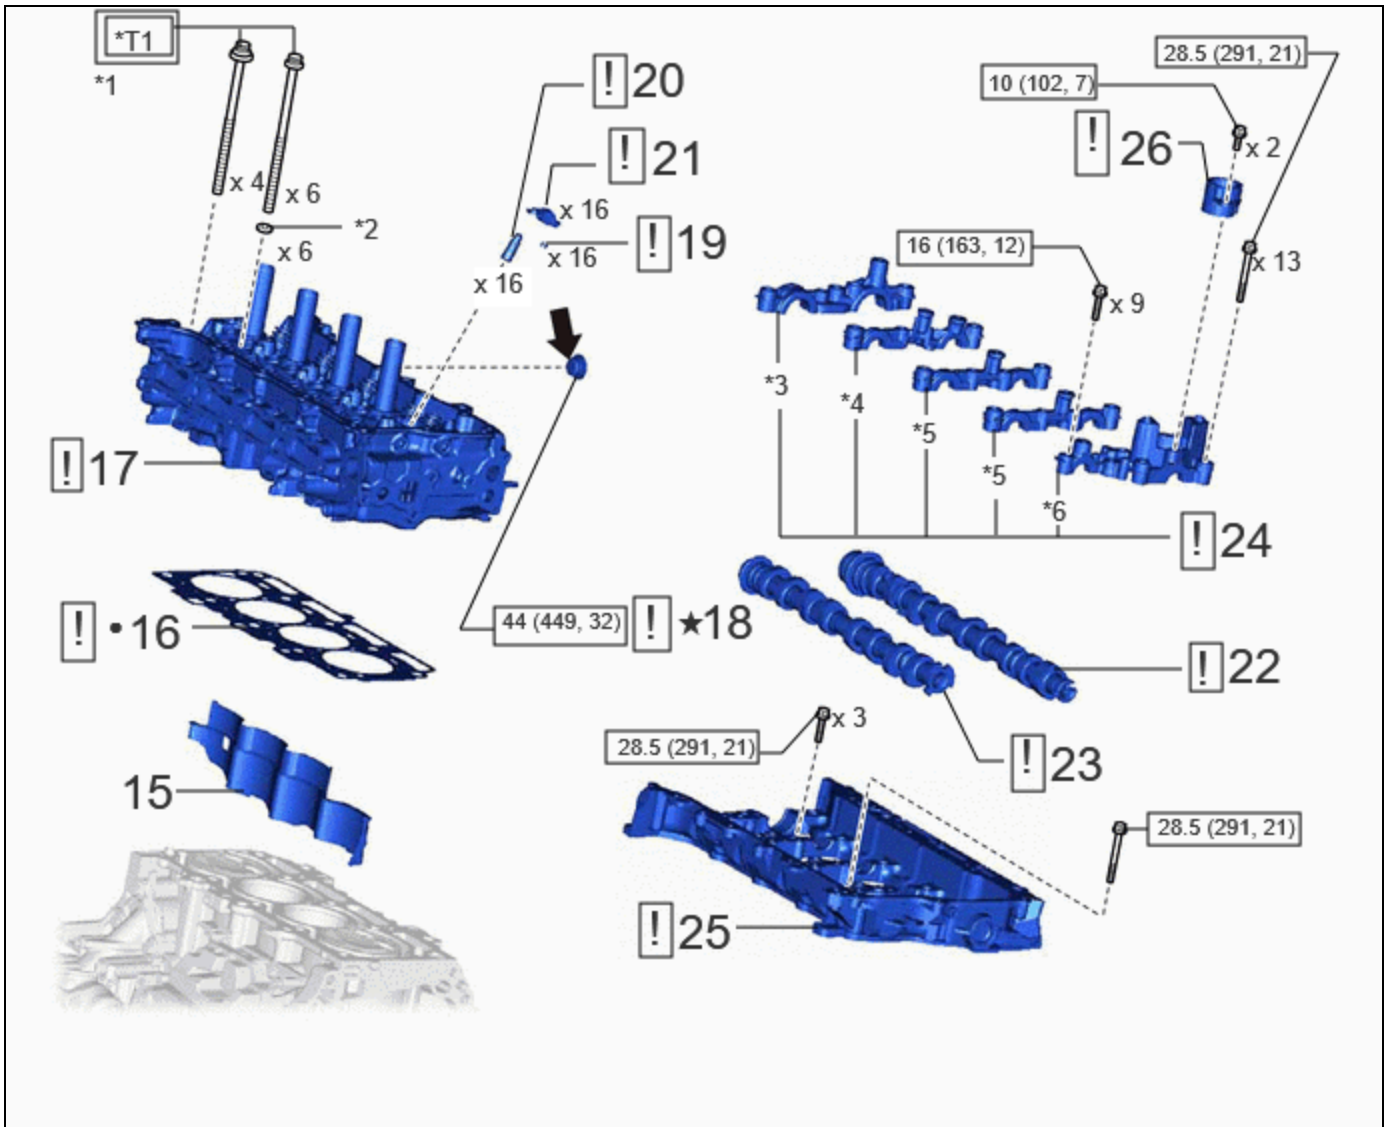 *T1
*1
x 4
x 6
*2
x 6
! 20
! 21
x 16
! 19
x 16
x 16
28.5 (291, 21)
10 (102, 7)
! 26
x 2
16 (163, 12)
x 13
x 9
*3
*4
*5
*5
*6
! 17
! 24
! • 16
44 (449, 32) ! ★18
! 22
x 3
28.5 (291, 21)
! 23
15
28.5 (291, 21)
! 25